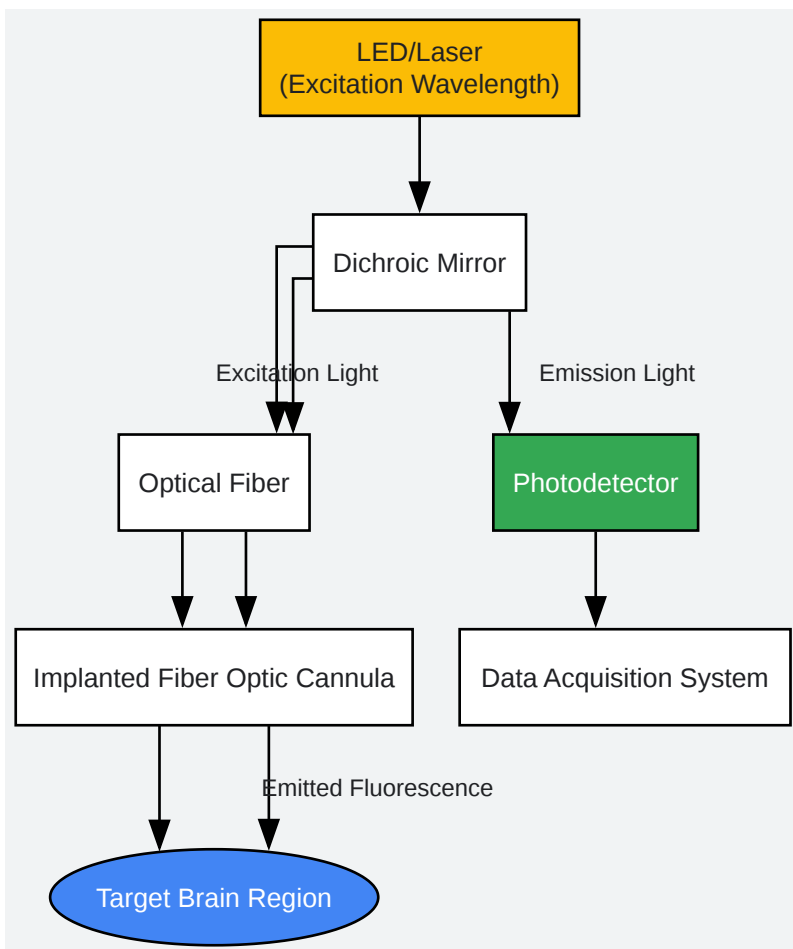 LED/Laser
(Excitation Wavelength)
Dichroic Mirror
Excitation Light
Emission Light
Optical Fiber
Photodetector
Implanted Fiber Optic Cannula
Data Acquisition System
Emitted Fluorescence
Target Brain Region